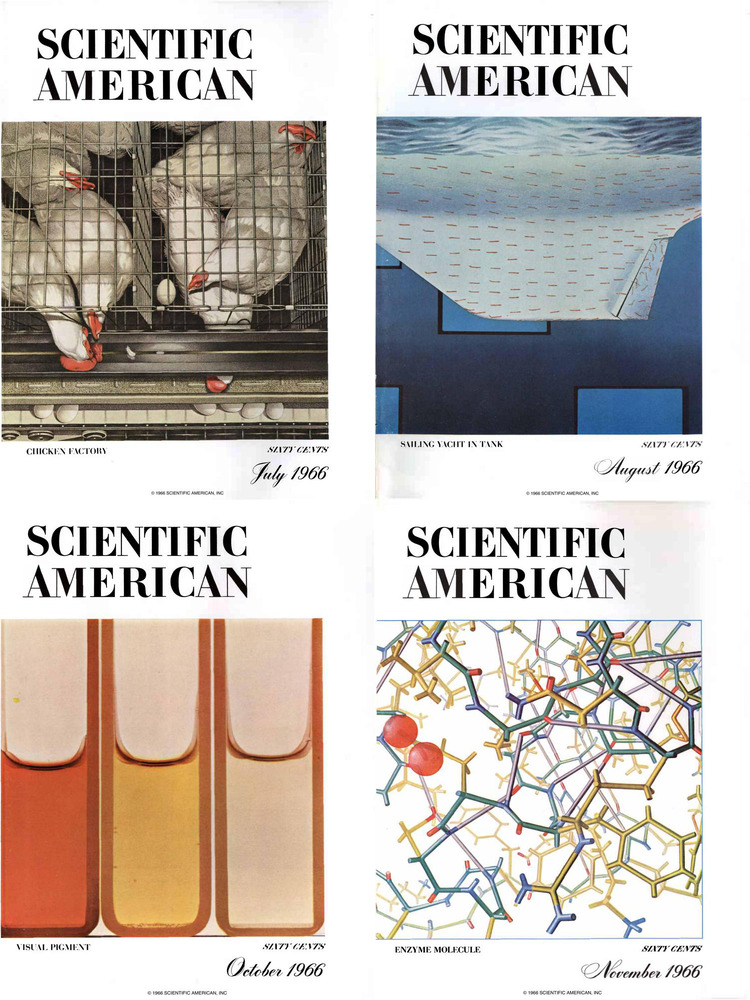 SCIENTIFIC
AMERICAN
CHICKEN FACTORY
SIXTY CENTS
July 1966
© 1966 SCIENTIFIC AMERICAN, INC
SCIENTIFIC
AMERICAN
SAILING YACHT IN TANK
SIXTY CENTS
August 1966
© 1966 SCIENTIFIC AMERICAN, INC
SCIENTIFIC
AMERICAN
VISUAL PIGMENT
SIXTY CENTS
October 1966
© 1966 SCIENTIFIC AMERICAN, INC
SCIENTIFIC
AMERICAN
ENZYME MOLECULE
SIXTY CENTS
November 1966
© 1966 SCIENTIFIC AMERICAN, INC